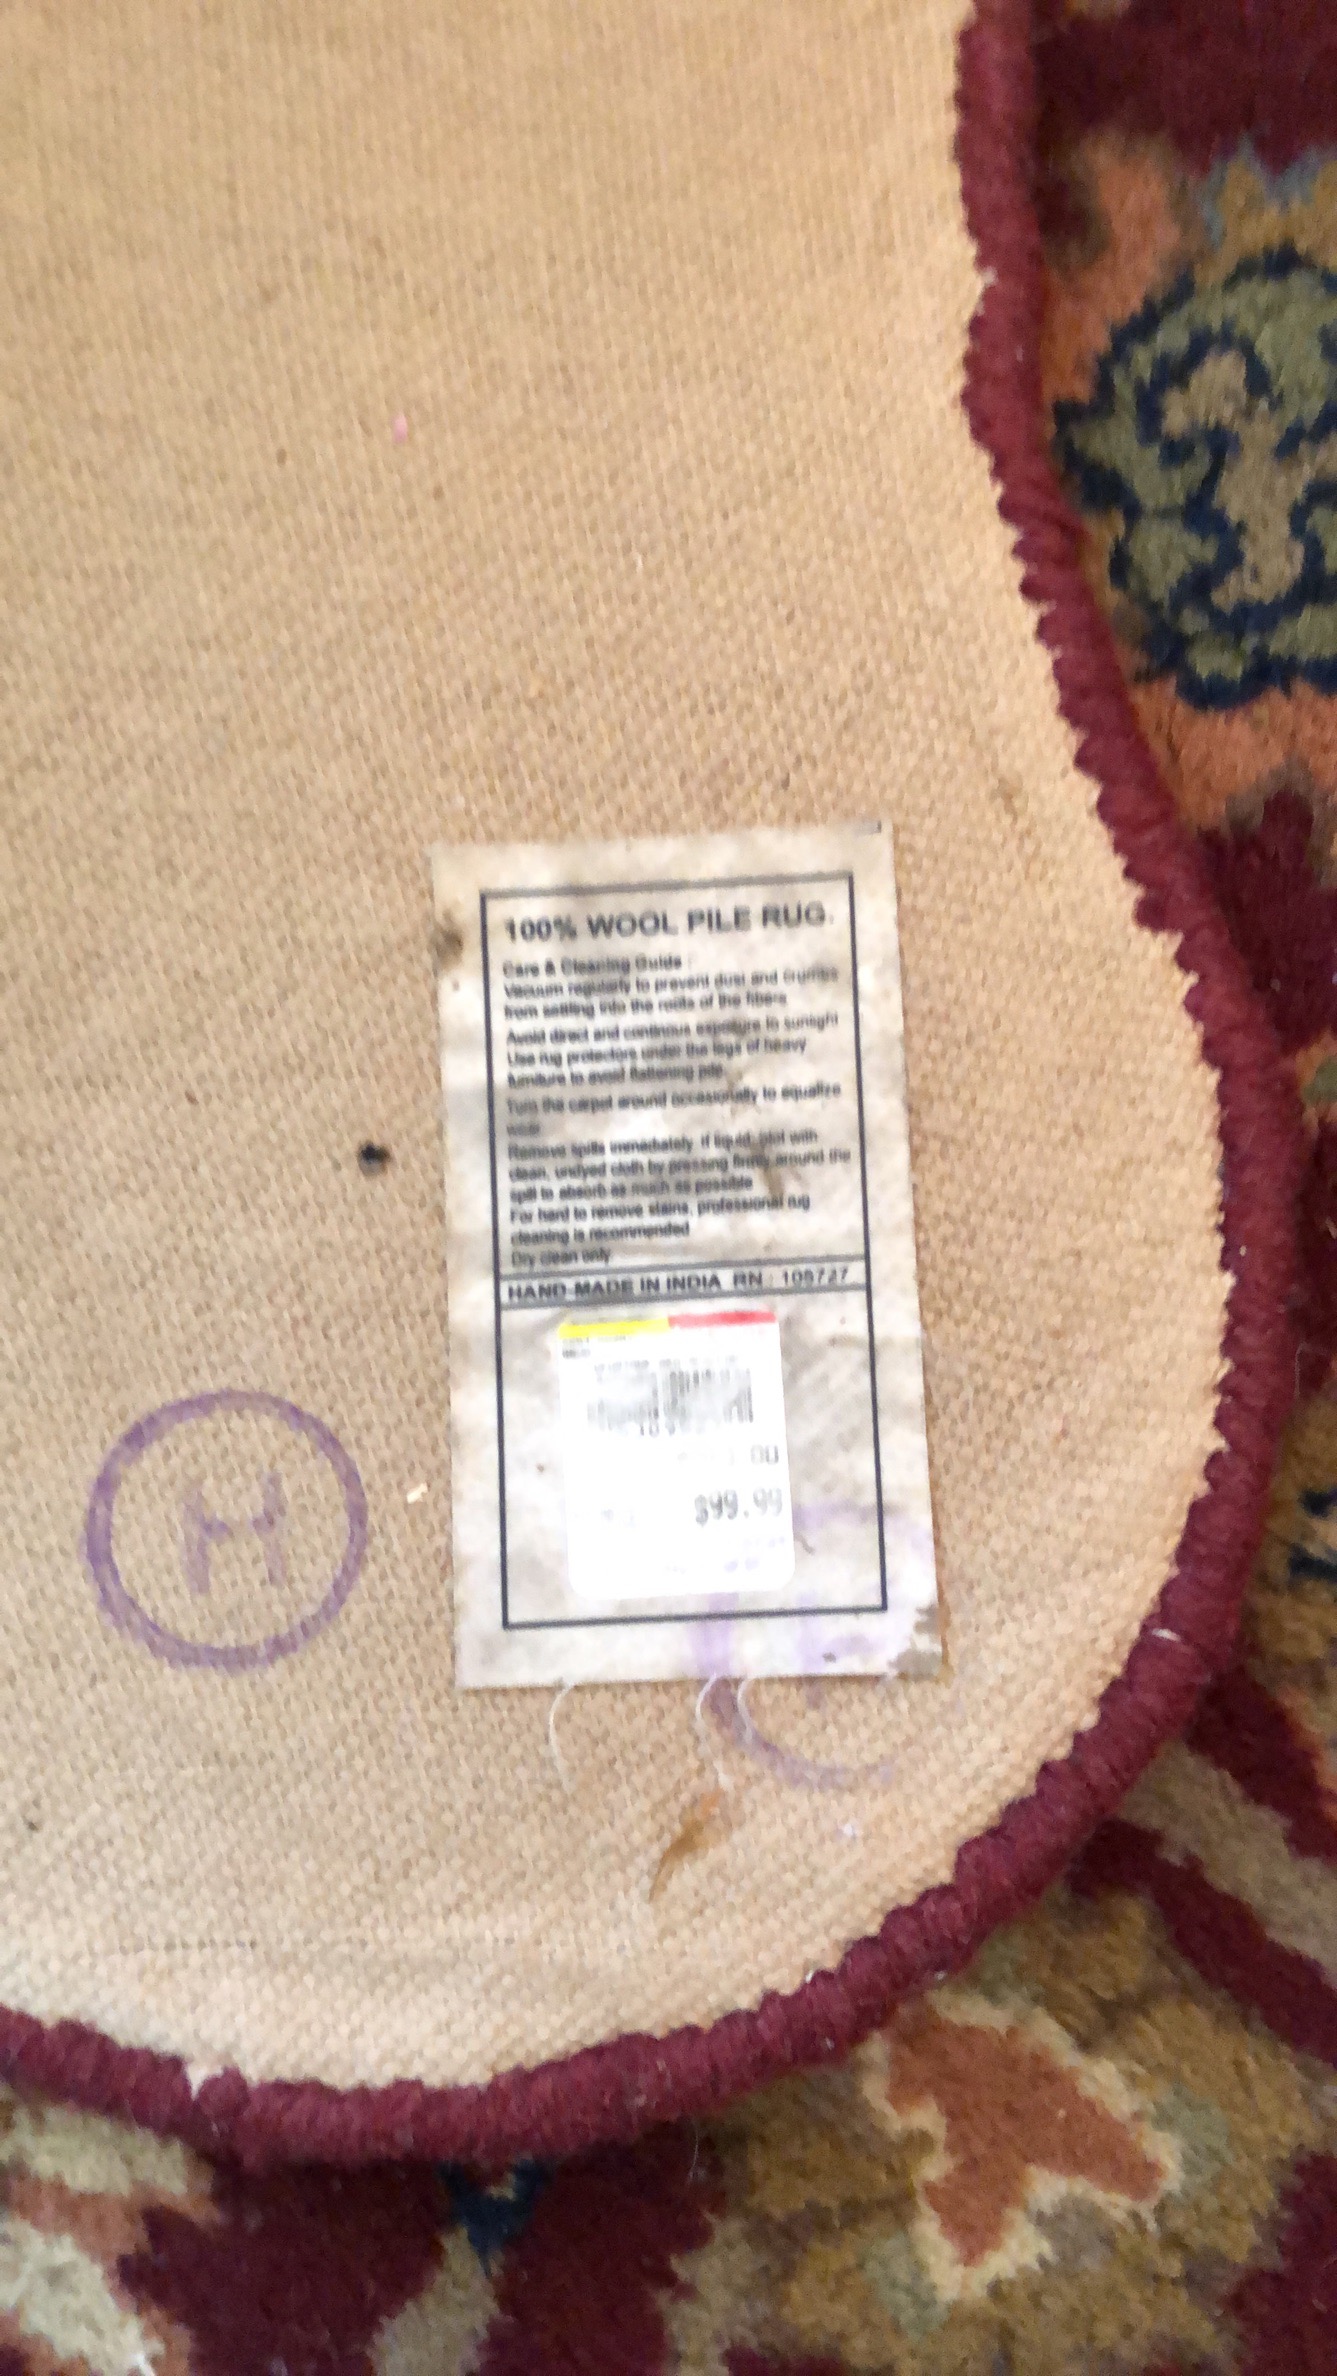 100% WOOL PILE RUG.
Care & Cleaning Guide :
Vacuum regularly to prevent dust and crumbs
from settling into the roots of the fibers
Avoid direct and continous exposure to sunlight
Use rug protectors under the legs of heavy
furniture to avoid flattening pile
Turn the carpet around occasionally to equalize
wear
Remove spills immediately. If liquid, blot with
clean, undyed cloth by pressing firmly around the
spill to absorb as much as possible
For hard to remove stains, professional rug
cleaning is recommended
Dry clean only
HAND-MADE IN INDIA RN : 105727
$99.99
H